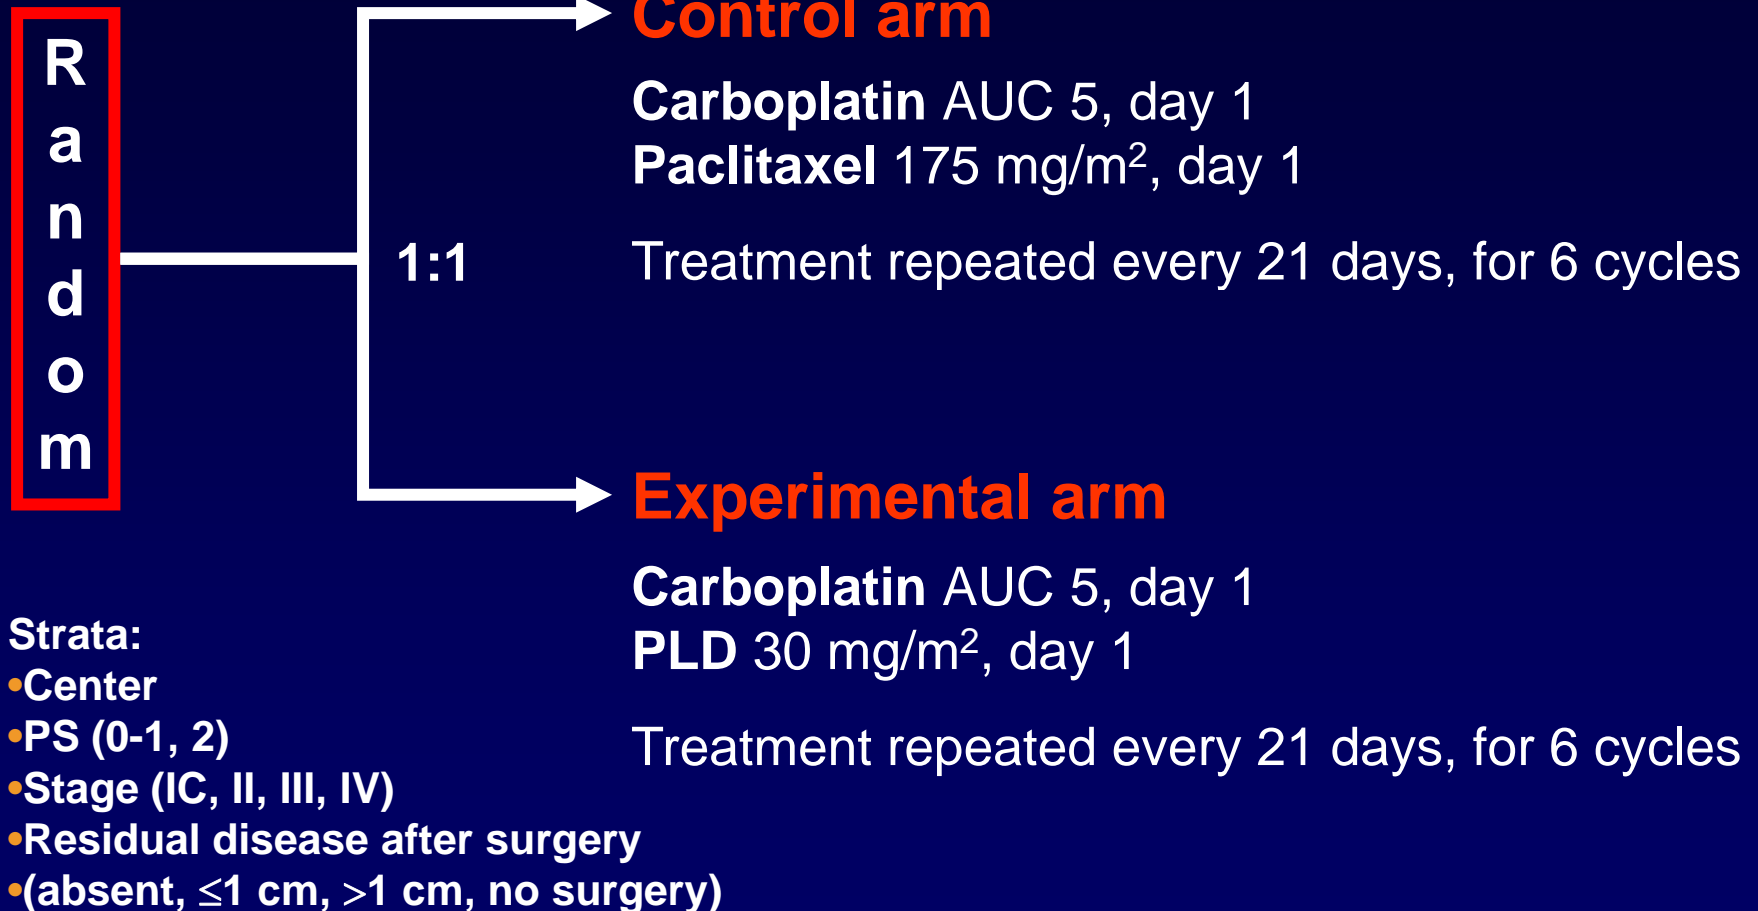 Random
1:1
Control arm
Carboplatin AUC 5, day 1
Paclitaxel 175 mg/m², day 1
Treatment repeated every 21 days, for 6 cycles
Experimental arm
Carboplatin AUC 5, day 1
PLD 30 mg/m², day 1
Treatment repeated every 21 days, for 6 cycles
Strata:
•Center
•PS (0-1, 2)
•Stage (IC, II, III, IV)
•Residual disease after surgery
•(absent, ≤1 cm, >1 cm, no surgery)